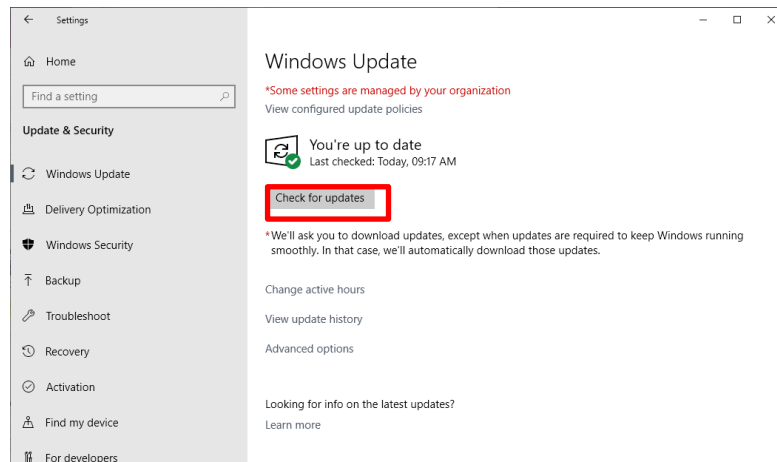 Settings
Home
Find a setting
Update & Security
Windows Update
Delivery Optimization
Windows Security
Backup
Troubleshoot
Recovery
Activation
Find my device
For developers
Windows Update
*Some settings are managed by your organization
View configured update policies
You're up to date
Last checked: Today, 09:17 AM
Check for updates
*We'll ask you to download updates, except when updates are required to keep Windows running
smoothly. In that case, we'll automatically download those updates.
Change active hours
View update history
Advanced options
Looking for info on the latest updates?
Learn more